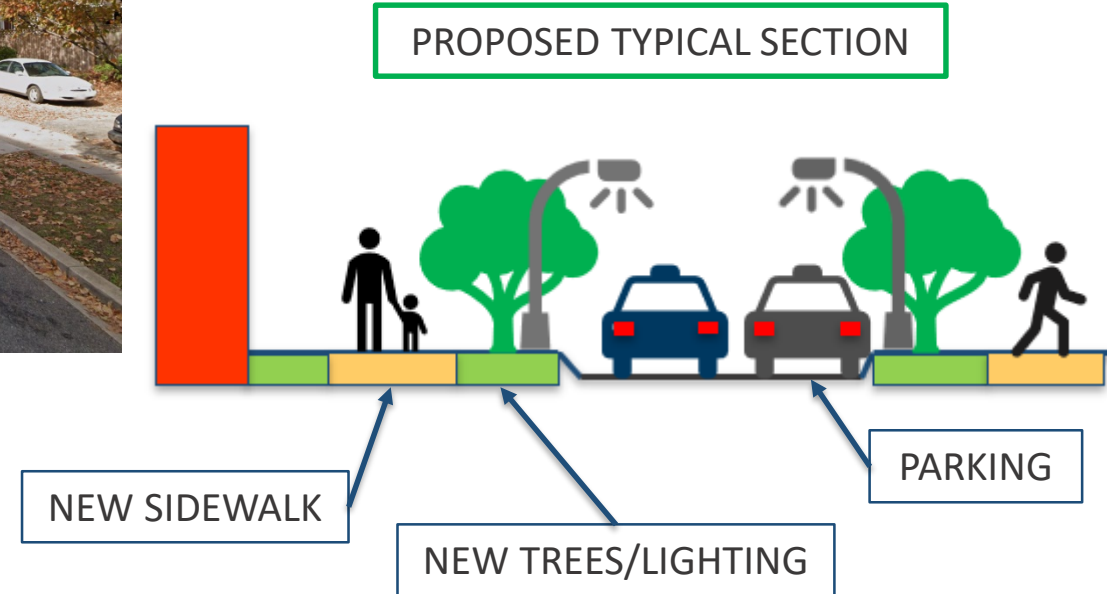 PROPOSED TYPICAL SECTION
PARKING
NEW SIDEWALK
NEW TREES/LIGHTING